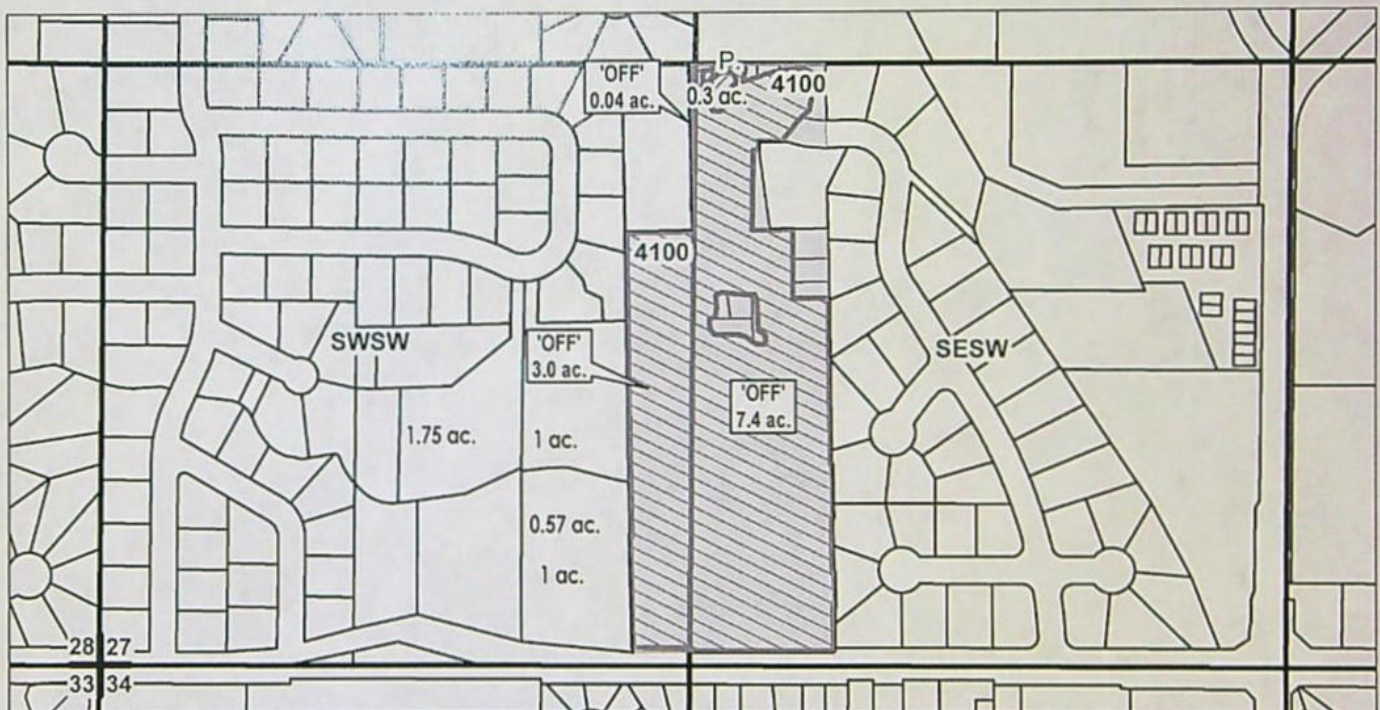 'OFF'
0.04 ac.
P
0.3 ac.
4100
4100
SWSW
'OFF'
3.0 ac.
SESW
'OFF'
7.4 ac.
1.75 ac.
1 ac.
0.57 ac.
1 ac.
28 27
33 34